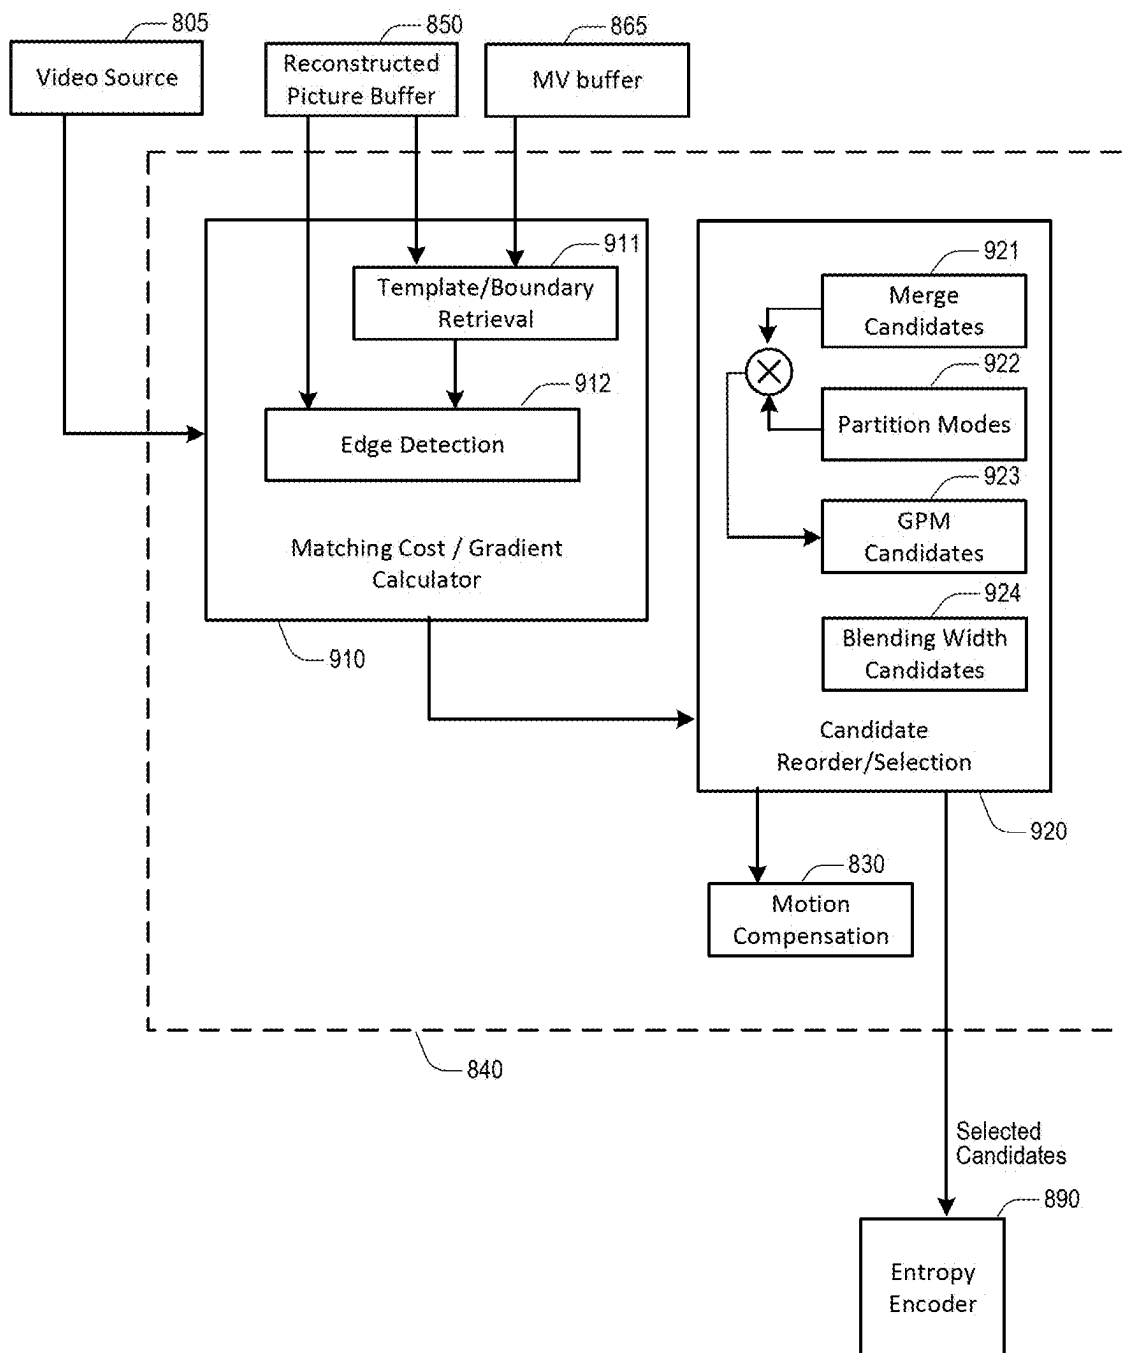 805
850
865
Video Source
Reconstructed
Picture Buffer
MV buffer
911
Template/Boundary
Retrieval
912
Edge Detection
Matching Cost / Gradient
Calculator
910
921
Merge
Candidates
922
Partition Modes
923
GPM
Candidates
924
Blending Width
Candidates
Candidate
Reorder/Selection
920
830
Motion
Compensation
840
Selected
Candidates
890
Entropy
Encoder